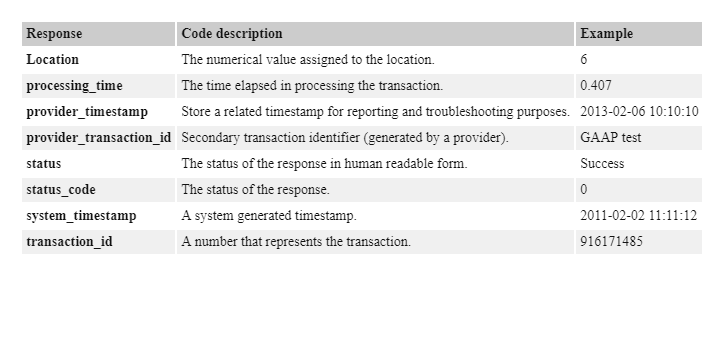 Response Code description Example
Location The numerical value assigned to the location. 6
processing_time The time elapsed in processing the transaction. 0.407
provider_timestamp Store a related timestamp for reporting and troubleshooting purposes. 2013-02-06 10:10:10
provider_transaction_id Secondary transaction identifier (generated by a provider). GAAP test
status The status of the response in human readable form. Success
status_code The status of the response. 0
system_timestamp A system generated timestamp. 2011-02-02 11:11:12
transaction_id A number that represents the transaction. 916171485